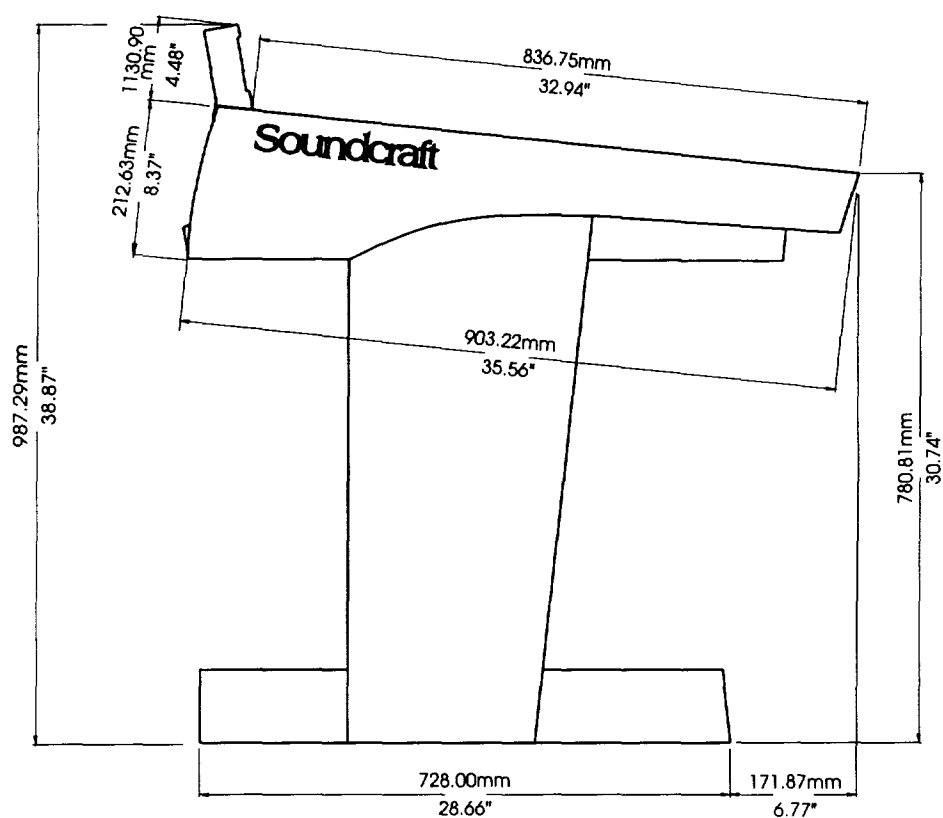 1130.90
mm
4.48"
836.75mm
32.94"
Soundcraft
212.63mm
8.37"
903.22mm
35.56"
987.29mm
38.87"
780.81mm
30.74"
728.00mm
28.66"
171.87mm
6.77"